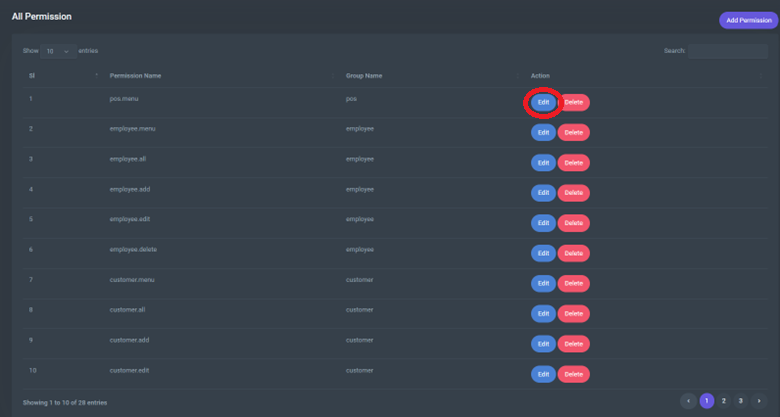 All Permission
Add Permission
Show 10 entries Search:
Sl Permission Name Group Name Action
1 pos.menu pos Edit Delete
2 employee.menu employee Edit Delete
3 employee.all employee Edit Delete
4 employee.add employee Edit Delete
5 employee.edit employee Edit Delete
6 employee.delete employee Edit Delete
7 customer.menu customer Edit Delete
8 customer.all customer Edit Delete
9 customer.add customer Edit Delete
10 customer.edit customer Edit Delete
Showing 1 to 10 of 28 entries ‹ 1 2 3 ›